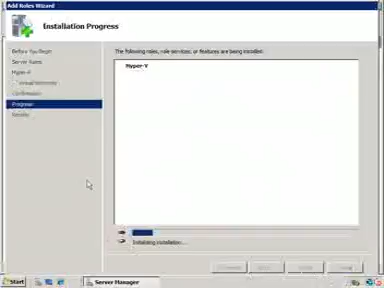 Add Roles Wizard
Installation Progress
Before You Begin
Server Roles
Hyper-V
Virtual Networks
Confirmation
Progress
Results
The following roles, role services, or features are being installed:
Hyper-V
Initializing installation...
Start
Server Manager